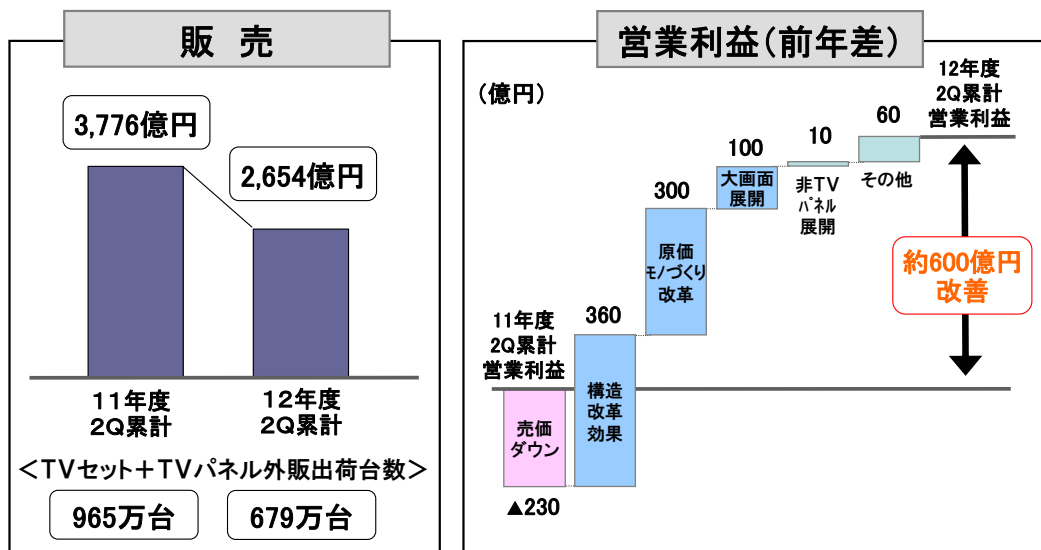 販 売
3,776億円
2,654億円
11年度
2Q累計
12年度
2Q累計
<TVセット+TVパネル外販出荷台数>
965万台
679万台
営業利益(前年差)
(億円)
11年度
2Q累計
営業利益
売価
ダウン
▲230
360
構造
改革
効果
300
原価
モノづくり
改革
100
大画面
展開
10
非TV
パネル
展開
60
その他
12年度
2Q累計
営業利益
約600億円
改善